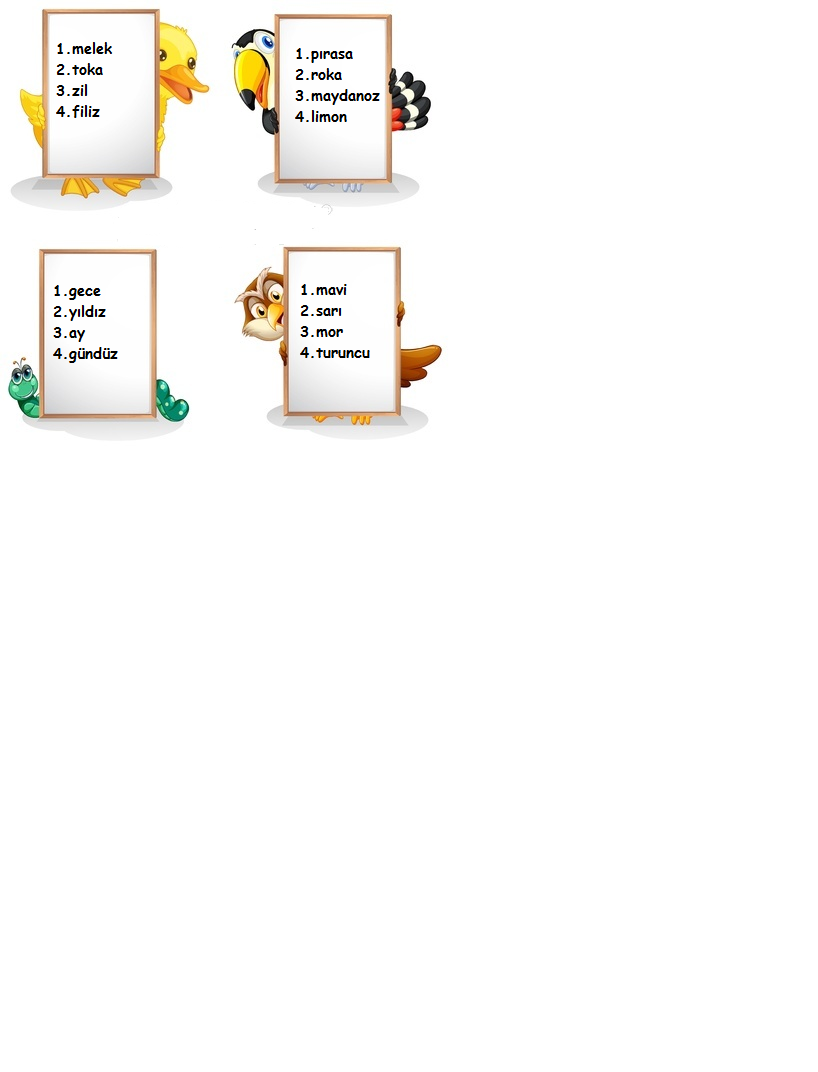 1.melek
2.toka
3.zil
4.filiz
1.pırasa
2.roka
3.maydanoz
4.limon
1.gece
2.yıldız
3.ay
4.gündüz
1.mavi
2.sarı
3.mor
4.turuncu